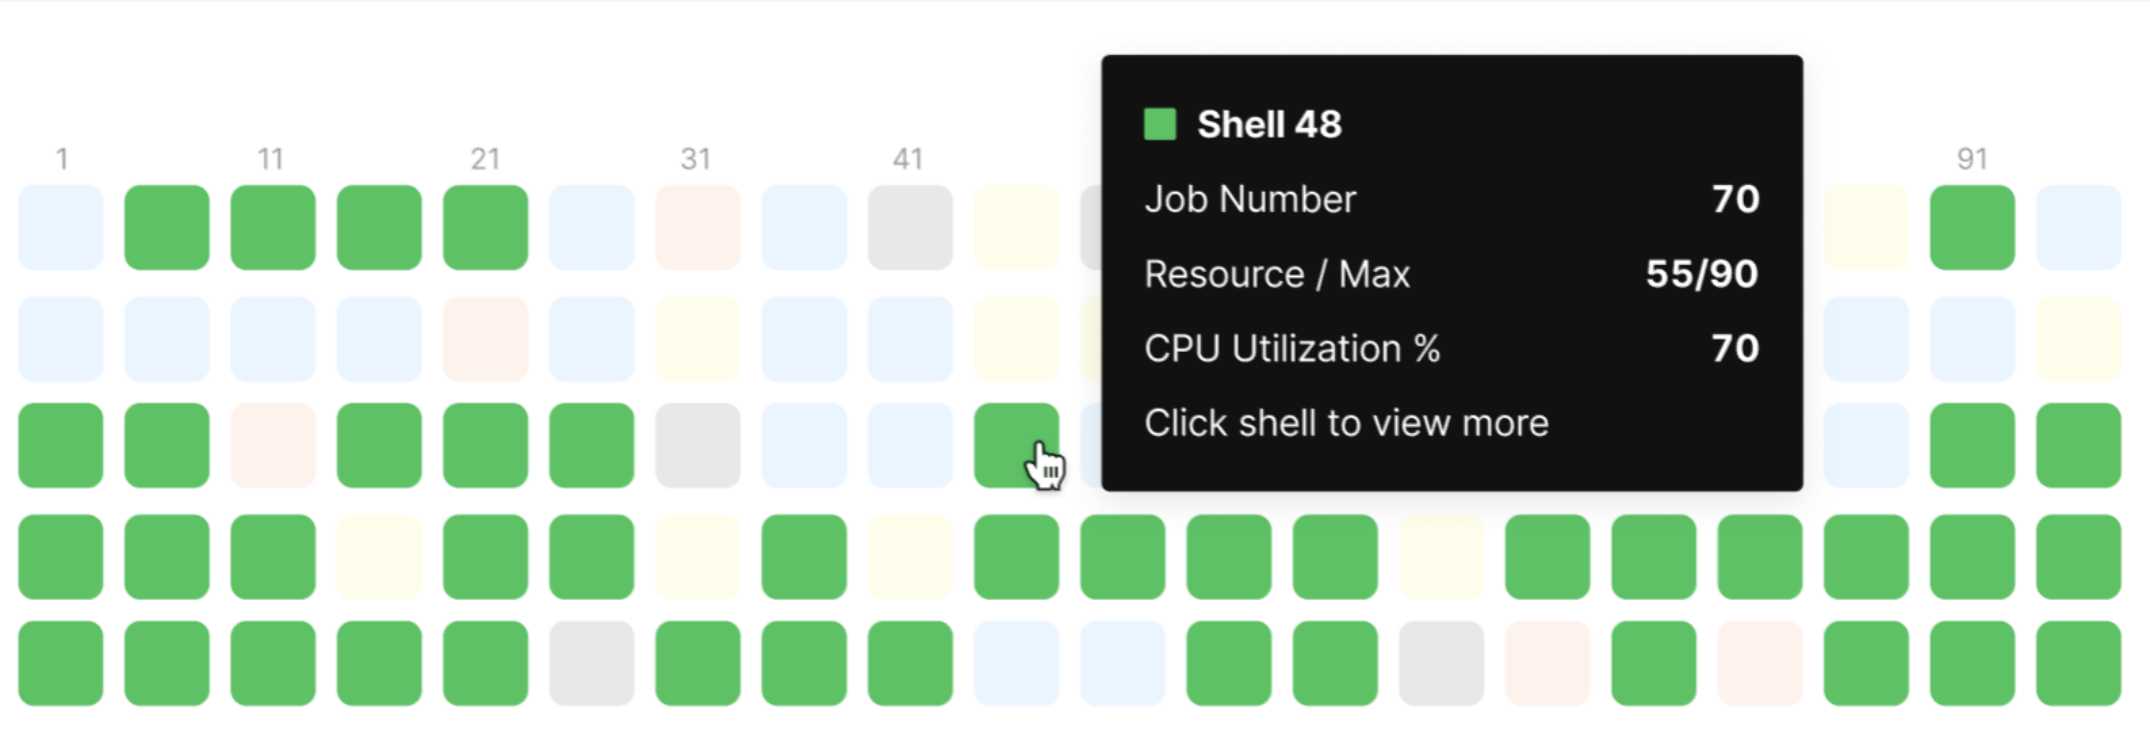 1 11 21 31 41 91
Shell 48
Job Number 70
Resource / Max 55/90
CPU Utilization % 70
Click shell to view more